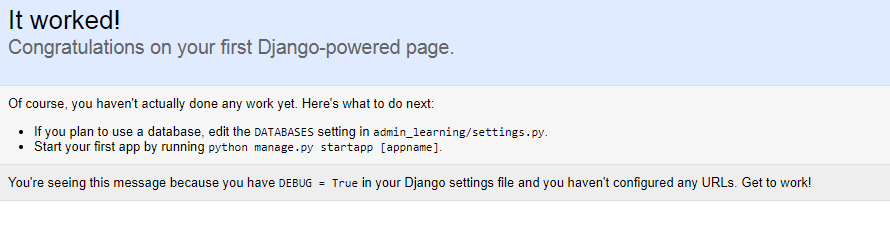 It worked!
Congratulations on your first Django-powered page.
Of course, you haven't actually done any work yet. Here's what to do next:
• If you plan to use a database, edit the DATABASES setting in admin_learning/settings.py.
• Start your first app by running python manage.py startapp [appname].
You're seeing this message because you have DEBUG = True in your Django settings file and you haven't configured any URLs. Get to work!